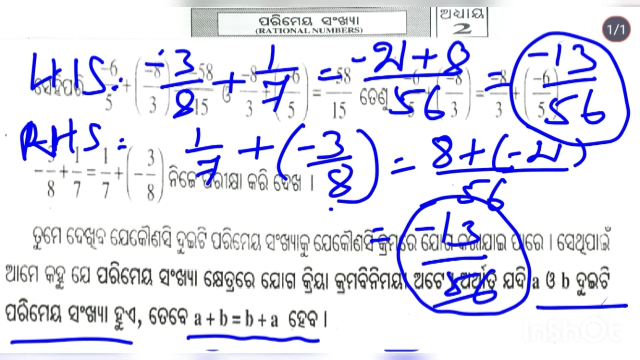 ପରିମେୟ ସଂଖ୍ୟା
(RATIONAL NUMBERS)
ଅଧ୍ୟାୟ
2
1/1
LHS: -3/8 + 1/7 = -21+8/56 = -13/56
RHS = 1/7 + (-3/8) = 8+(-21)/56
= -13/56
-3/8 + 1/7 = 1/7 + (-3/8) ନିଜେ ପରୀକ୍ଷା କରି ଦେଖ ।
ତୁମେ ଦେଖିବ ଯେକୌଣସି ଦୁଇଟି ପରିମେୟ ସଂଖ୍ୟାକୁ ଯେକୌଣସି କ୍ରମରେ ଯୋଗ କରାଯାଇ ପାରେ । ସେଥିପାଇଁ
ଆମେ କହୁ ଯେ ପରିମେୟ ସଂଖ୍ୟା କ୍ଷେତ୍ରରେ ଯୋଗ କ୍ରିୟା କ୍ରମବିନିମୟୀ ଅଟେ ଅର୍ଥାତ୍ ଯଦି a ଓ b ଦୁଇଟି
ପରିମେୟ ସଂଖ୍ୟା ହୁଏ, ତେବେ a + b = b + a ହେବ ।